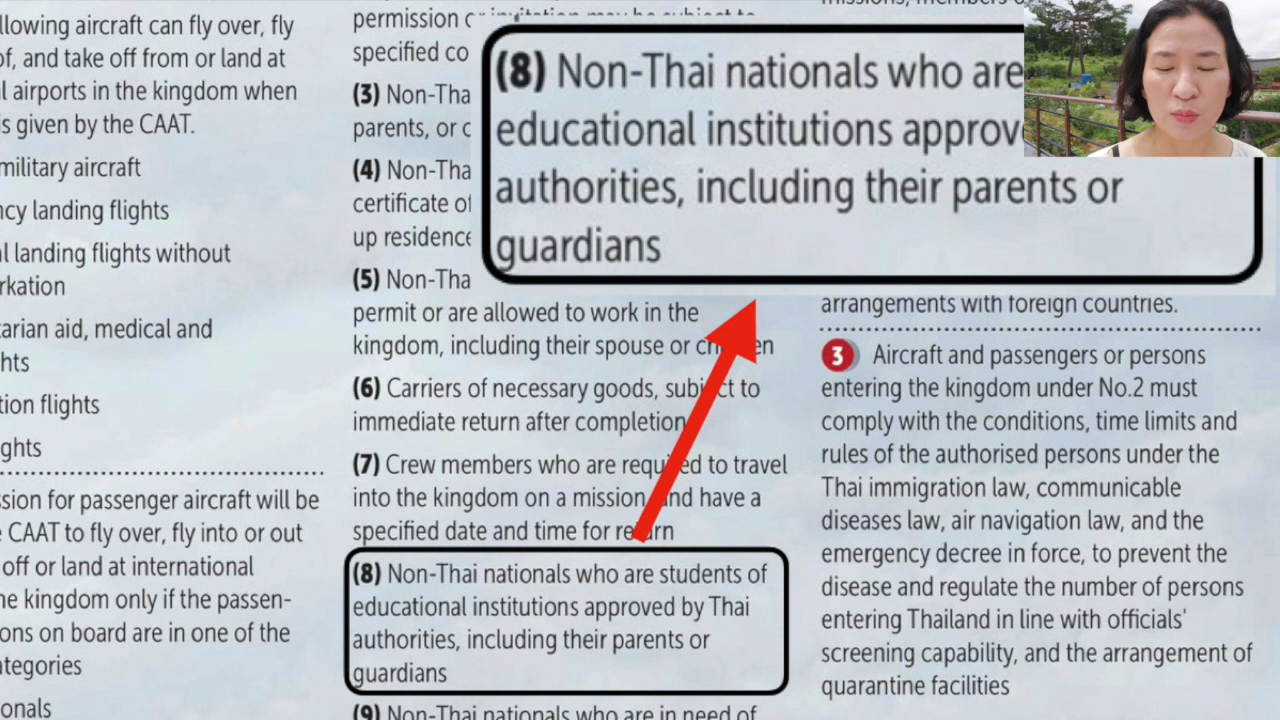 llowing aircraft can fly over, fly
of, and take off from or land at
l airports in the kingdom when
is given by the CAAT.
military aircraft
ncy landing flights
l landing flights without
rkation
tarian aid, medical and
hts
tion flights
ights
ssion for passenger aircraft will be
CAAT to fly over, fly into or out
off or land at international
he kingdom only if the passen-
ons on board are in one of the
ategories
onals
permission or invitation may be subject to
specified co
(3) Non-Tha
parents, or c
(4) Non-Tha
certificate of
up residence
(5) Non-Tha
permit or are allowed to work in the
kingdom, including their spouse or children
(6) Carriers of necessary goods, subject to
immediate return after completion
(7) Crew members who are required to travel
into the kingdom on a mission and have a
specified date and time for return
(8) Non-Thai nationals who are students of
educational institutions approved by Thai
authorities, including their parents or
guardians
(9) Non-Thai nationals who are in need of
(8) Non-Thai nationals who are
educational institutions approv
authorities, including their parents or
guardians
missions, members o
arrangements with foreign countries.
3 Aircraft and passengers or persons
entering the kingdom under No.2 must
comply with the conditions, time limits and
rules of the authorised persons under the
Thai immigration law, communicable
diseases law, air navigation law, and the
emergency decree in force, to prevent the
disease and regulate the number of persons
entering Thailand in line with officials'
screening capability, and the arrangement of
quarantine facilities